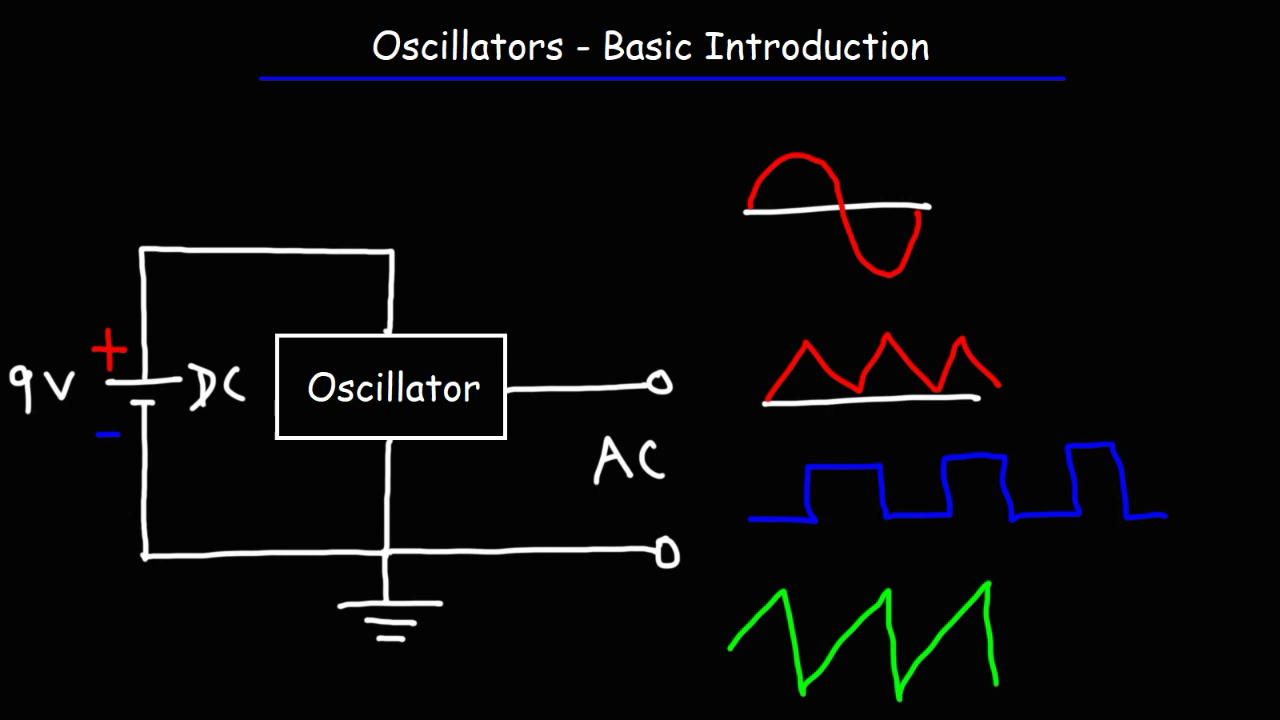 Oscillators - Basic Introduction
+
9V DC
-
Oscillator
AC